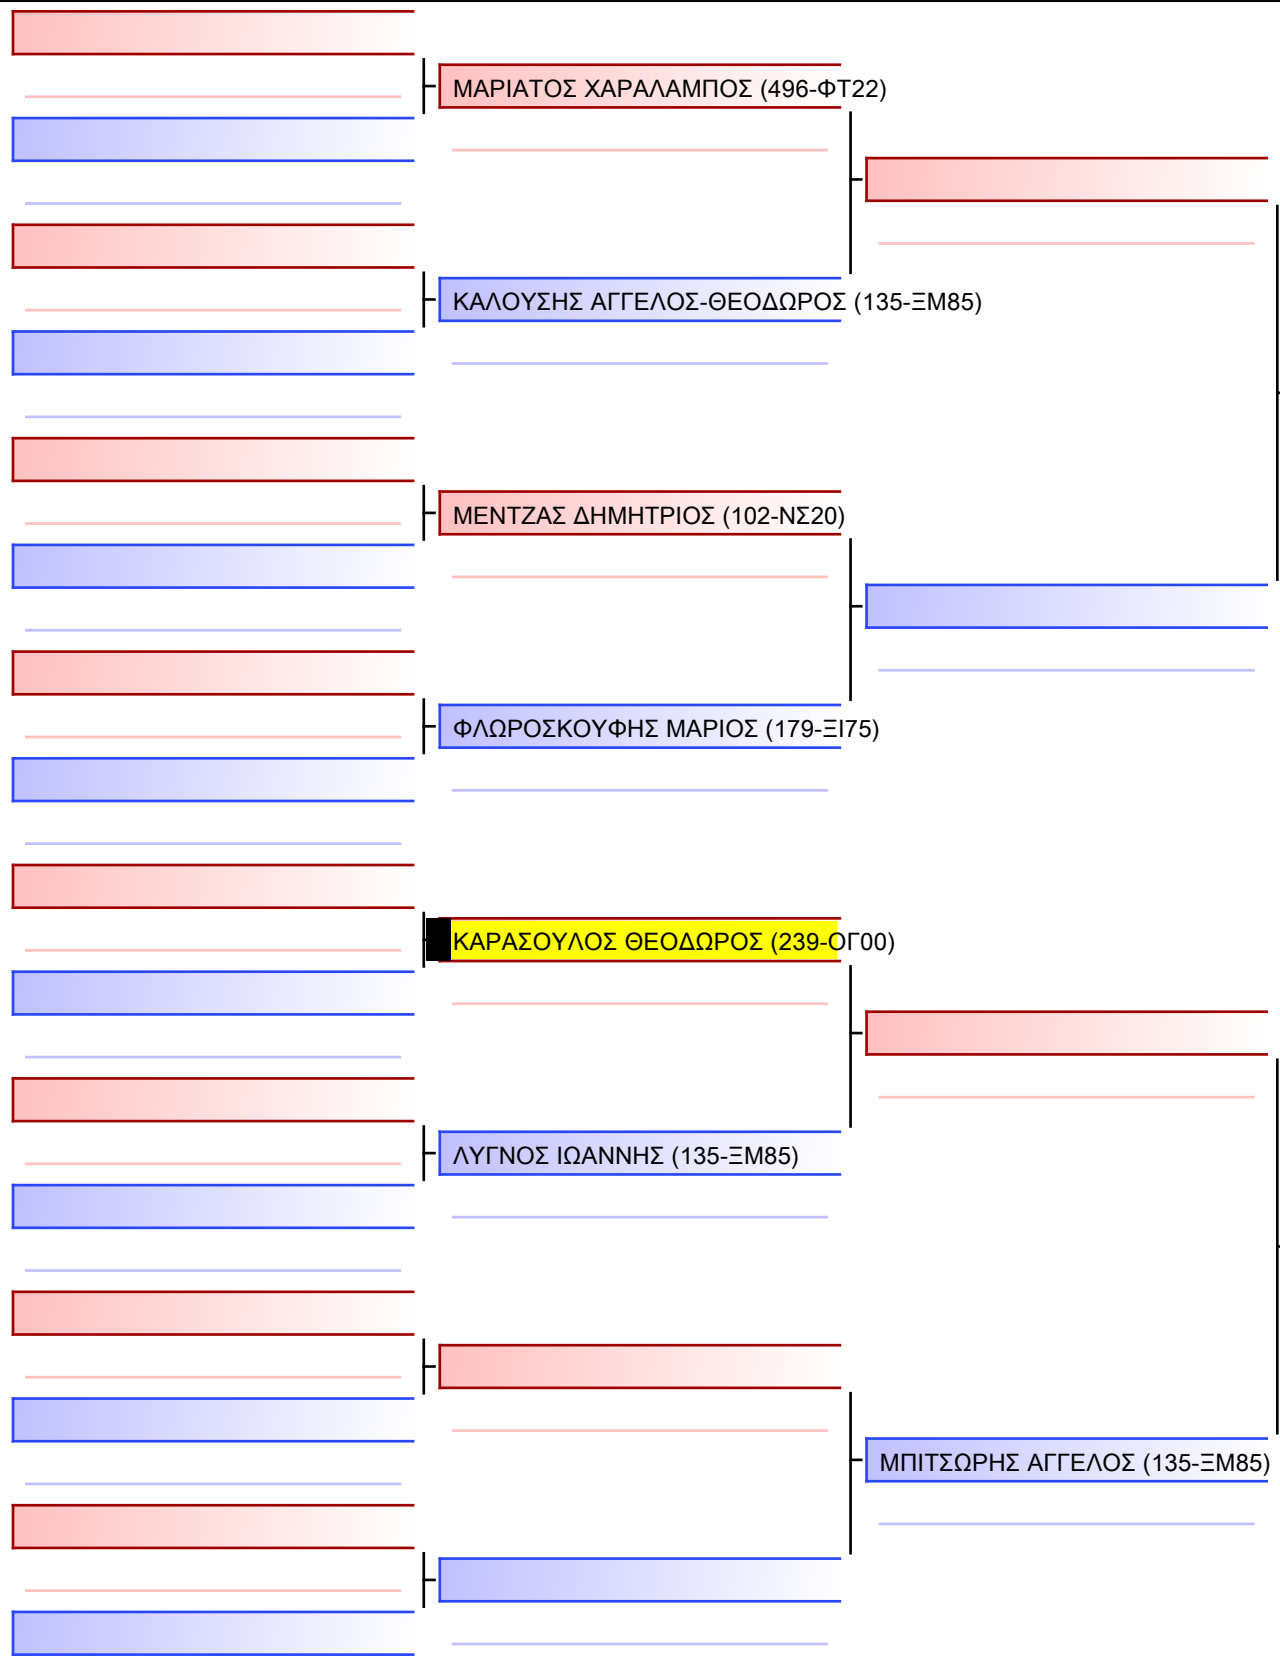 ΜΑΡΙΑΤΟΣ ΧΑΡΑΛΑΜΠΟΣ (496-ΦΤ22)
ΚΑΛΟΥΣΗΣ ΑΓΓΕΛΟΣ-ΘΕΟΔΩΡΟΣ (135-ΞΜ85)
ΜΕΝΤΖΑΣ ΔΗΜΗΤΡΙΟΣ (102-ΝΣ20)
ΦΛΩΡΟΣΚΟΥΦΗΣ ΜΑΡΙΟΣ (179-ΞΙ75)
ΚΑΡΑΣΟΥΛΟΣ ΘΕΟΔΩΡΟΣ (239-ΟΓ00)
ΛΥΓΝΟΣ ΙΩΑΝΝΗΣ (135-ΞΜ85)
ΜΠΙΤΣΩΡΗΣ ΑΓΓΕΛΟΣ (135-ΞΜ85)